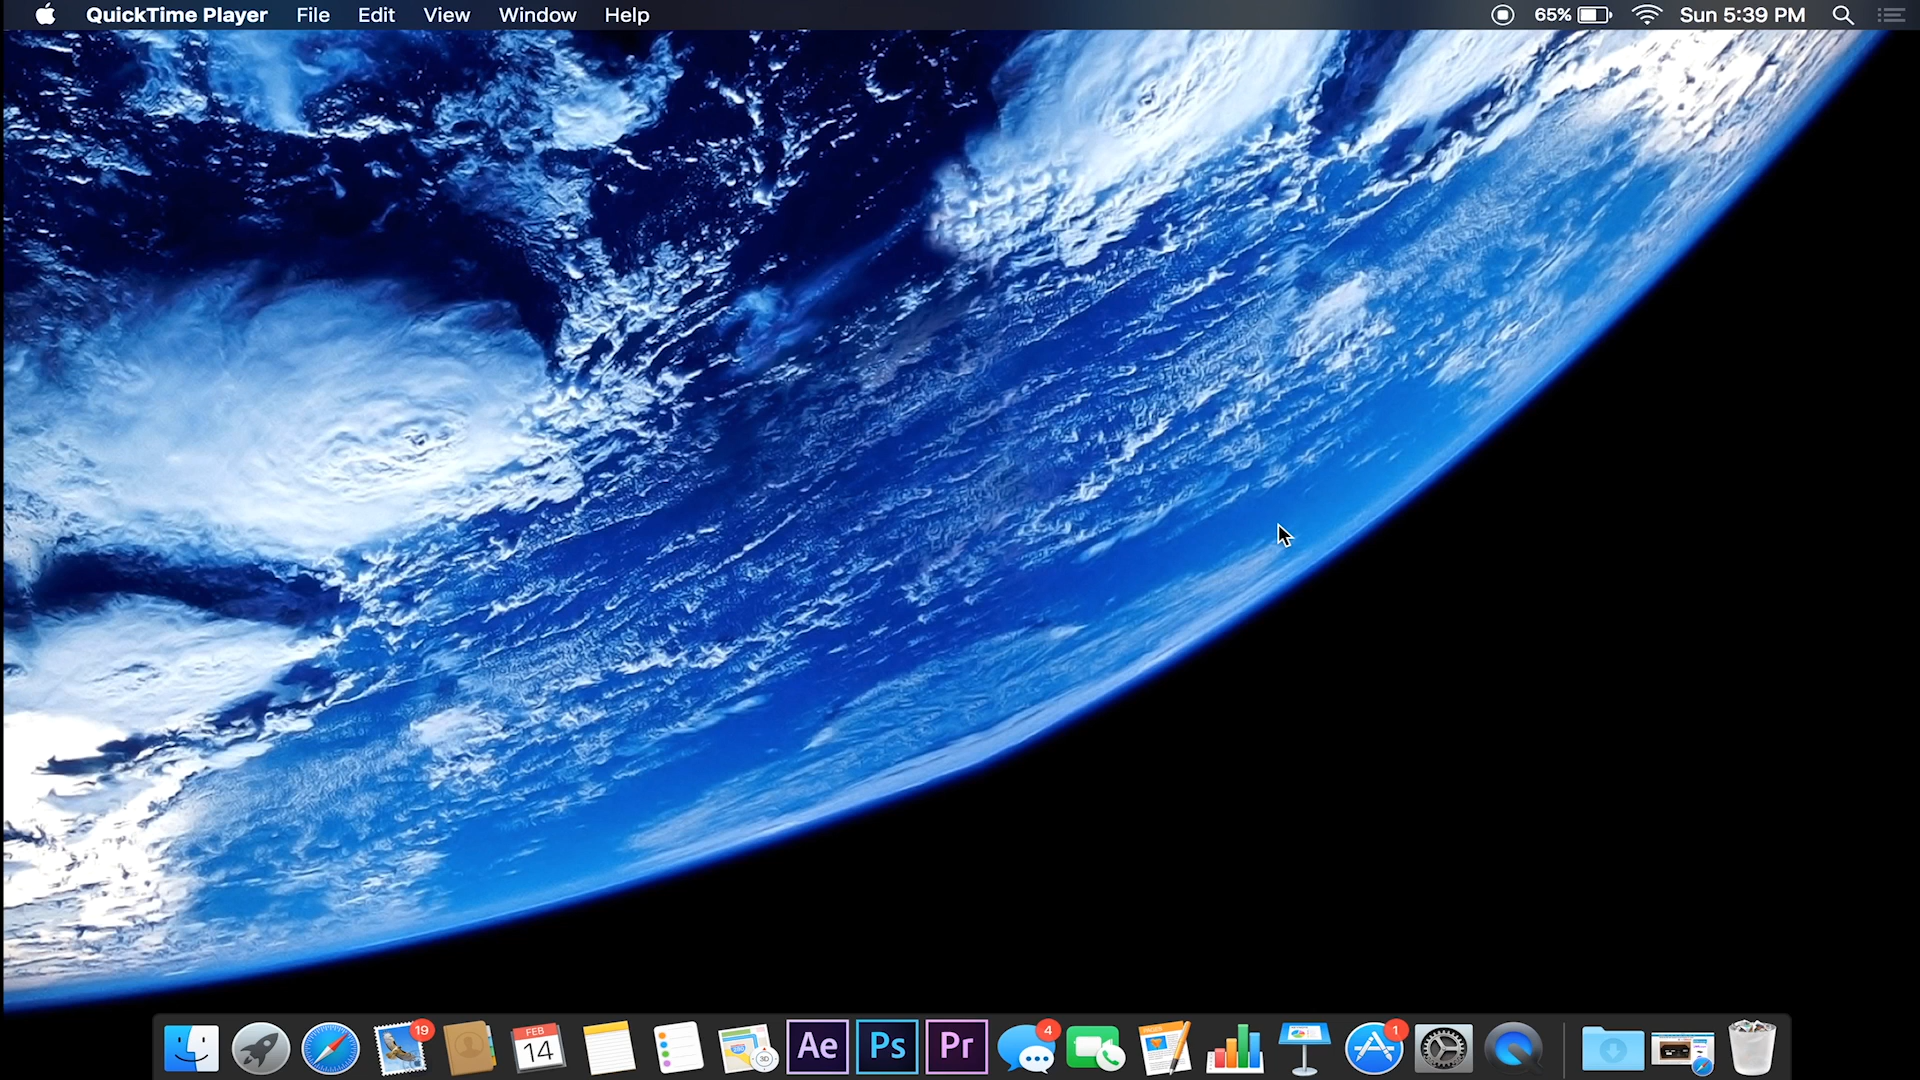 QuickTime Player File Edit View Window Help 65% Sun 5:39 PM
19 FEB 14 3D Ae Ps Pr 4 1